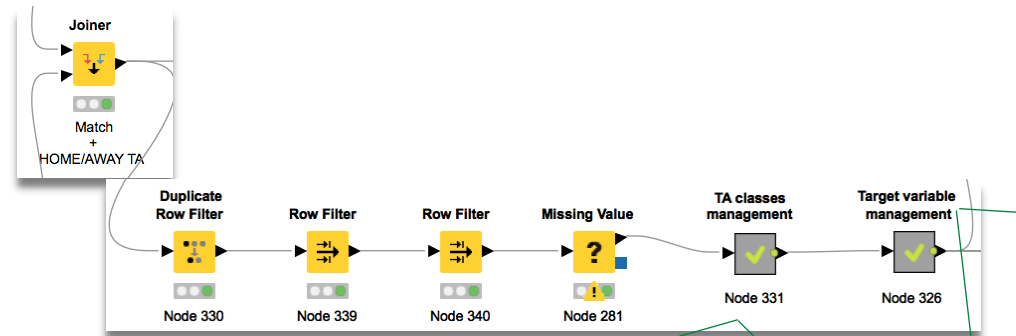 Joiner
Match
+
HOME/AWAY TA
Duplicate
Row Filter
Row Filter
Row Filter
Missing Value
TA classes
management
Target variable
management
?
!
Node 330
Node 339
Node 340
Node 281
Node 331
Node 326